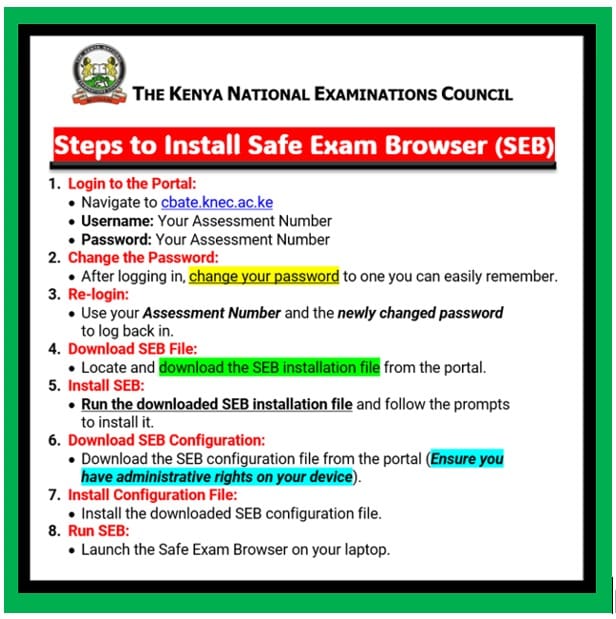 THE KENYA NATIONAL EXAMINATIONS COUNCIL
Steps to Install Safe Exam Browser (SEB)
1. Login to the Portal:
• Navigate to cbate.knec.ac.ke
• Username: Your Assessment Number
• Password: Your Assessment Number
2. Change the Password:
• After logging in, change your password to one you can easily remember.
3. Re-login:
• Use your Assessment Number and the newly changed password
to log back in.
4. Download SEB File:
• Locate and download the SEB installation file from the portal.
5. Install SEB:
• Run the downloaded SEB installation file and follow the prompts
to install it.
6. Download SEB Configuration:
• Download the SEB configuration file from the portal (Ensure you
have administrative rights on your device).
7. Install Configuration File:
• Install the downloaded SEB configuration file.
8. Run SEB:
• Launch the Safe Exam Browser on your laptop.